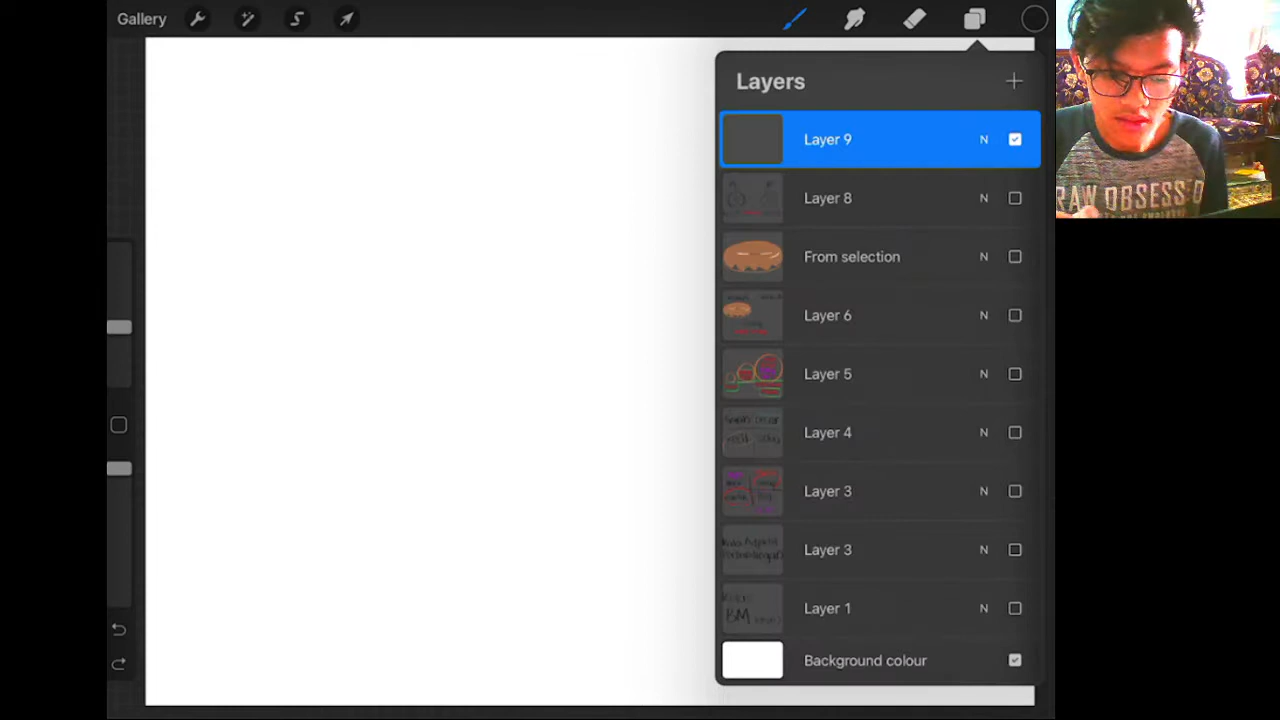 Gallery
Layers
Layer 9 N
Layer 8 N
From selection N
Layer 6 N
Layer 5 N
Layer 4 N
Layer 3 N
Layer 3 N
Layer 1 N
BM
Background colour
RAW OBSESS